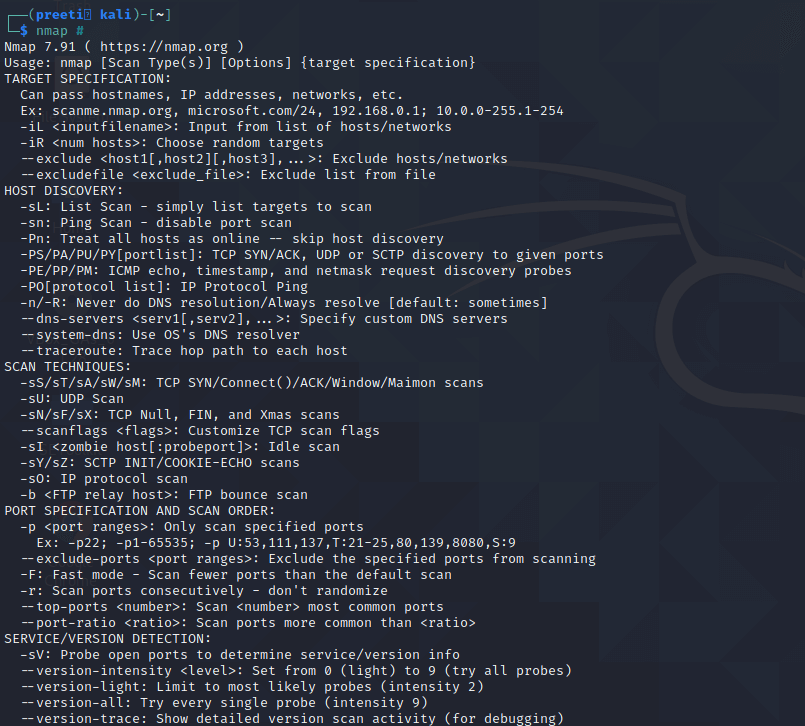 (preeti kali)-[~]
$ nmap #
Nmap 7.91 ( https://nmap.org )
Usage: nmap [Scan Type(s)] [Options] {target specification}
TARGET SPECIFICATION:
  Can pass hostnames, IP addresses, networks, etc.
  Ex: scanme.nmap.org, microsoft.com/24, 192.168.0.1; 10.0.0-255.1-254
  -iL <inputfilename>: Input from list of hosts/networks
  -iR <num hosts>: Choose random targets
  --exclude <host1[,host2][,host3],...>: Exclude hosts/networks
  --excludefile <exclude_file>: Exclude list from file
HOST DISCOVERY:
  -sL: List Scan - simply list targets to scan
  -sn: Ping Scan - disable port scan
  -Pn: Treat all hosts as online -- skip host discovery
  -PS/PA/PU/PY[portlist]: TCP SYN/ACK, UDP or SCTP discovery to given ports
  -PE/PP/PM: ICMP echo, timestamp, and netmask request discovery probes
  -PO[protocol list]: IP Protocol Ping
  -n/-R: Never do DNS resolution/Always resolve [default: sometimes]
  --dns-servers <serv1[,serv2],...>: Specify custom DNS servers
  --system-dns: Use OS's DNS resolver
  --traceroute: Trace hop path to each host
SCAN TECHNIQUES:
  -sS/sT/sA/sW/sM: TCP SYN/Connect()/ACK/Window/Maimon scans
  -sU: UDP Scan
  -sN/sF/sX: TCP Null, FIN, and Xmas scans
  --scanflags <flags>: Customize TCP scan flags
  -sI <zombie host[:probeport]>: Idle scan
  -sY/sZ: SCTP INIT/COOKIE-ECHO scans
  -sO: IP protocol scan
  -b <FTP relay host>: FTP bounce scan
PORT SPECIFICATION AND SCAN ORDER:
  -p <port ranges>: Only scan specified ports
    Ex: -p22; -p1-65535; -p U:53,111,137,T:21-25,80,139,8080,S:9
  --exclude-ports <port ranges>: Exclude the specified ports from scanning
  -F: Fast mode - Scan fewer ports than the default scan
  -r: Scan ports consecutively - don't randomize
  --top-ports <number>: Scan <number> most common ports
  --port-ratio <ratio>: Scan ports more common than <ratio>
SERVICE/VERSION DETECTION:
  -sV: Probe open ports to determine service/version info
  --version-intensity <level>: Set from 0 (light) to 9 (try all probes)
  --version-light: Limit to most likely probes (intensity 2)
  --version-all: Try every single probe (intensity 9)
  --version-trace: Show detailed version scan activity (for debugging)